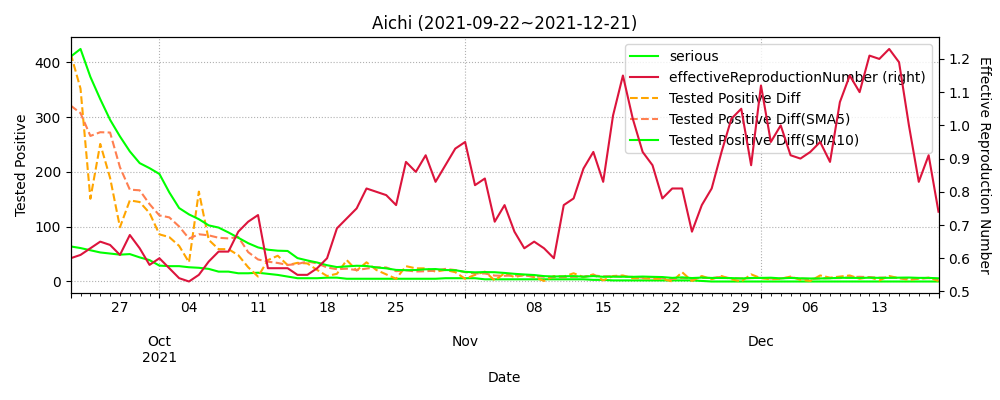 Aichi (2021-09-22~2021-12-21)
serious
effectiveReproductionNumber (right)
Tested Positive Diff
Tested Positive Diff(SMA5)
Tested Positive Diff(SMA10)
Tested Positive
400
300
200
100
0
Effective Reproduction Number
1.2
1.1
1.0
0.9
0.8
0.7
0.6
0.5
27 04 11 18 25 08 15 22 29 06 13
Oct Nov Dec
2021
Date